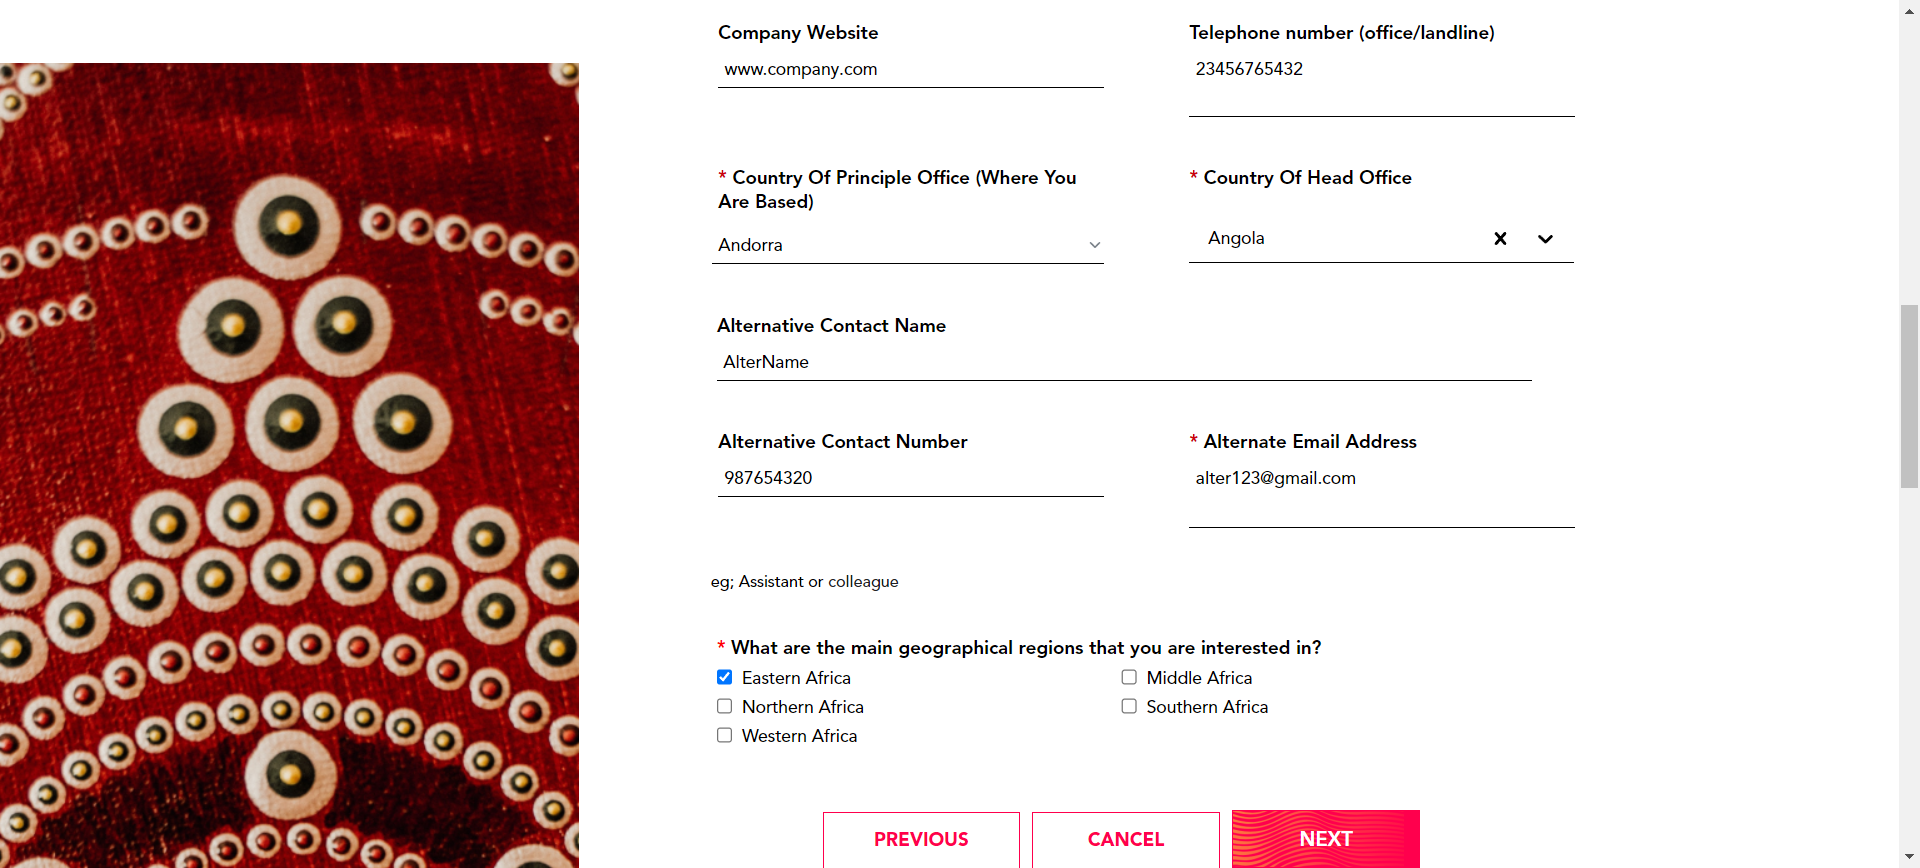 Company Website
Telephone number (office/landline)
www.company.com
23456765432
* Country Of Principle Office (Where You
Are Based)
* Country Of Head Office
Andorra
Angola
Alternative Contact Name
AlterName
Alternative Contact Number
* Alternate Email Address
987654320
alter123@gmail.com
eg; Assistant or colleague
* What are the main geographical regions that you are interested in?
Eastern Africa
Middle Africa
Northern Africa
Southern Africa
Western Africa
PREVIOUS
CANCEL
NEXT